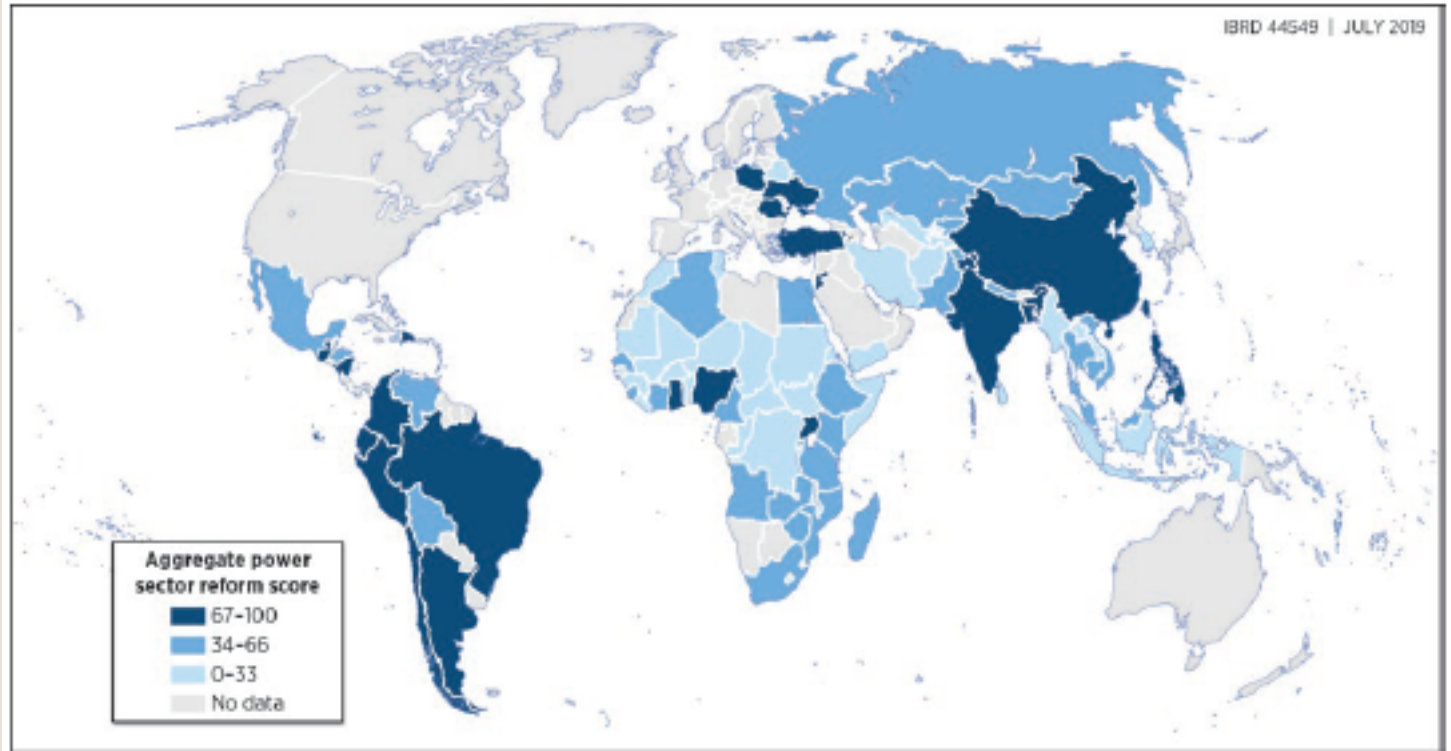 IBRD 44549 | JULY 2019
Aggregate power
sector reform score
67-100
34-66
0-33
No data